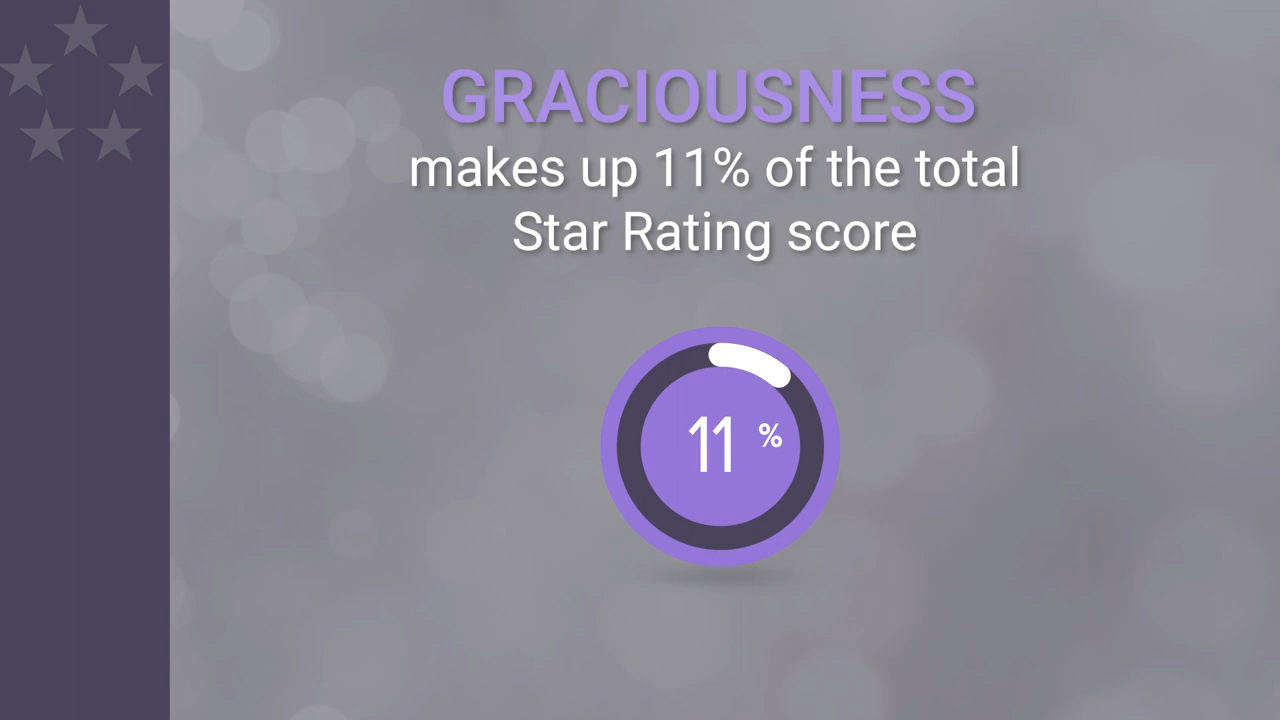 GRACIOUSNESS
makes up 11% of the total
Star Rating score
11 %